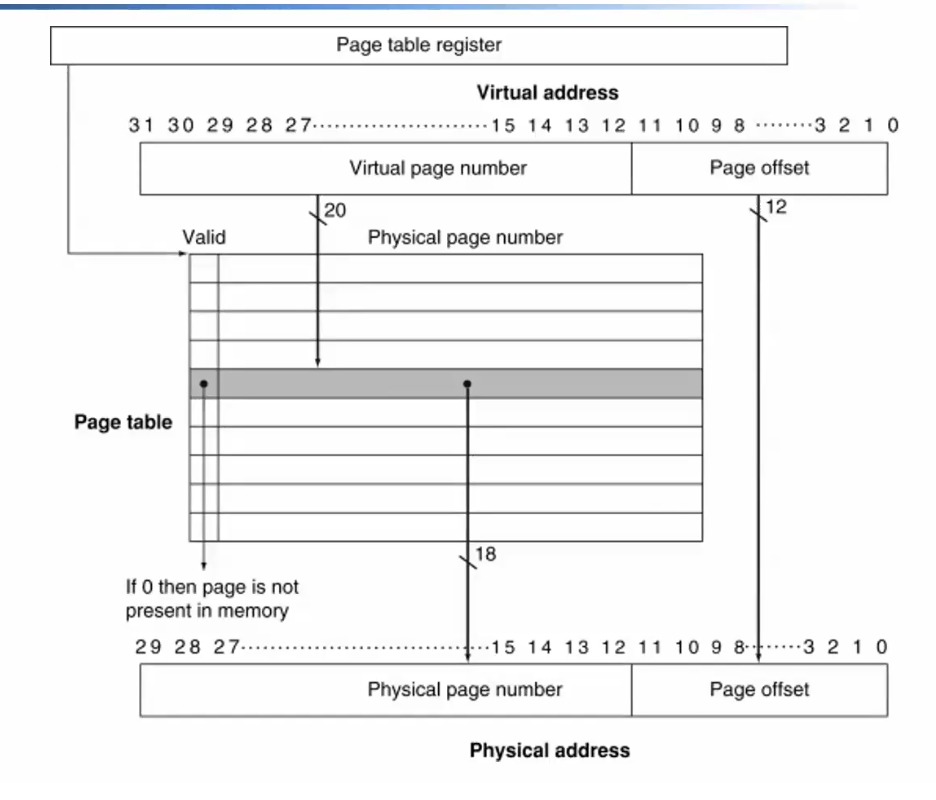 Page table register
Virtual address
31 30 29 28 27·····················15 14 13 12 11 10 9 8 ········3 2 1 0
Virtual page number Page offset
20 12
Valid Physical page number
Page table
18
If 0 then page is not
present in memory
29 28 27······························15 14 13 12 11 10 9 8········3 2 1 0
Physical page number Page offset
Physical address